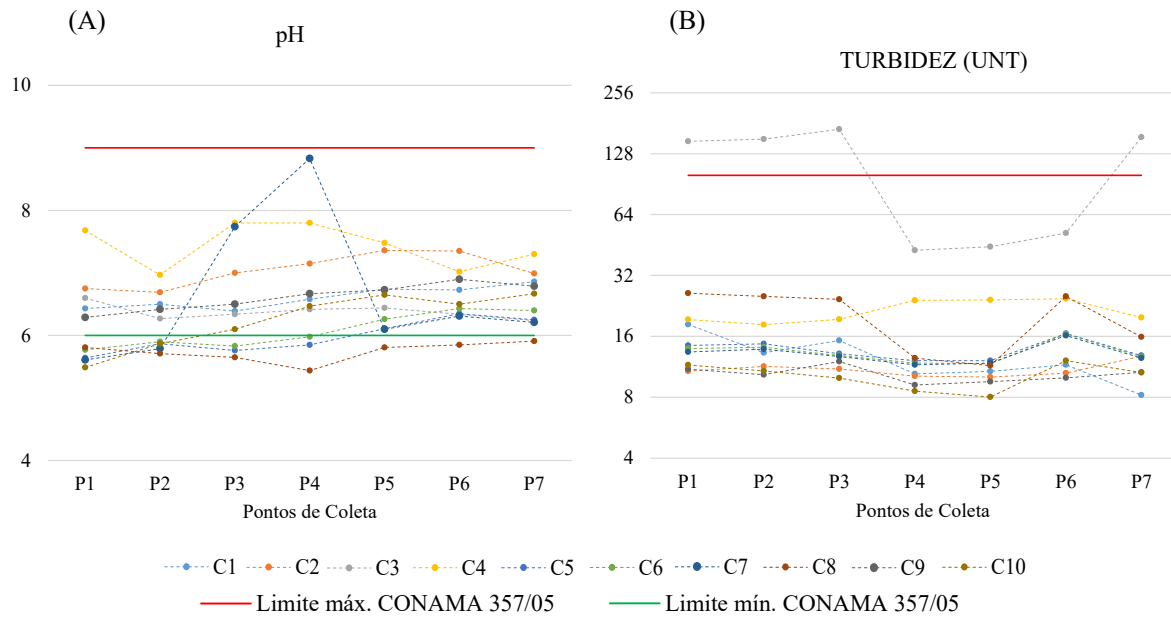 (A)
pH
10
8
6
4
P1 P2 P3 P4 P5 P6 P7
Pontos de Coleta
(B)
TURBIDEZ (UNT)
256
128
64
32
16
8
4
P1 P2 P3 P4 P5 P6 P7
Pontos de Coleta
C1 C2 C3 C4 C5 C6 C7 C8 C9 C10
Limite máx. CONAMA 357/05 Limite mín. CONAMA 357/05